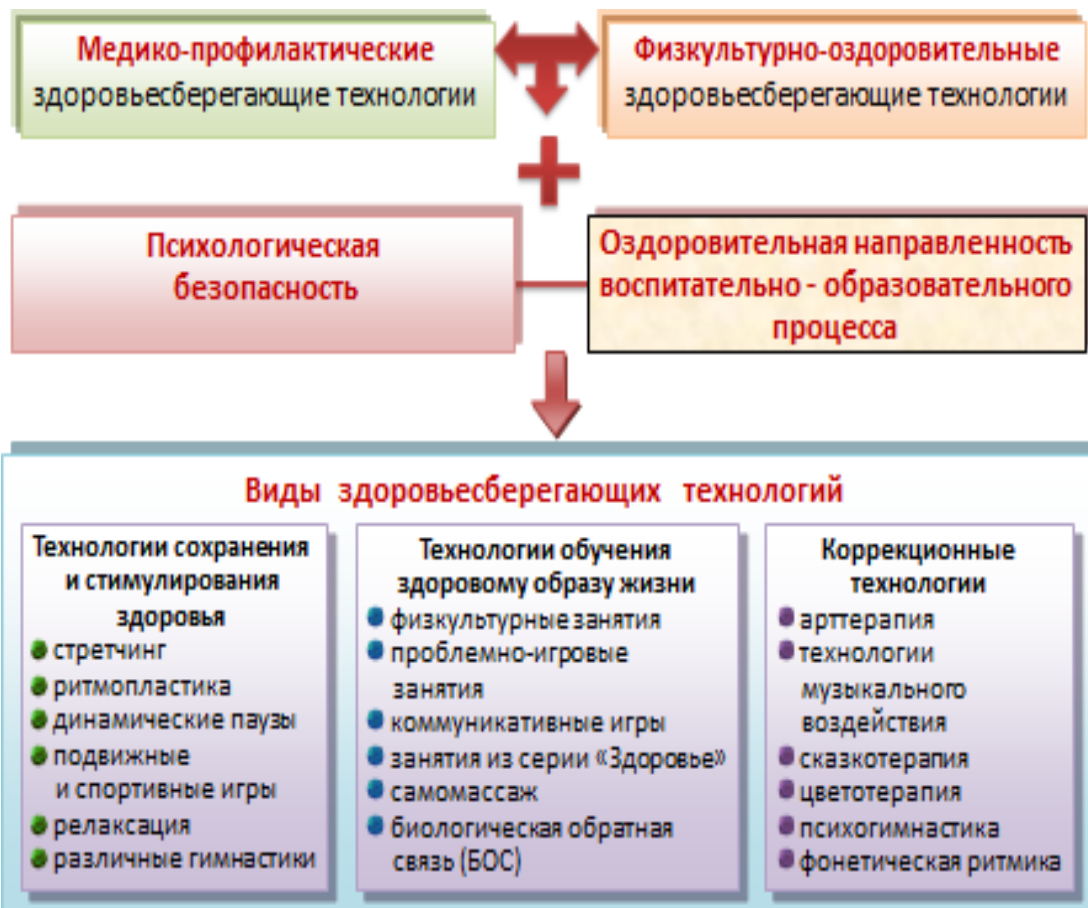 Медико-профилактические
здоровьесберегающие технологии
Физкультурно-оздоровительные
здоровьесберегающие технологии
Психологическая
безопасность
Оздоровительная направленность
воспитательно - образовательного
процесса
Виды здоровьесберегающих технологий
Технологии сохранения
и стимулирования
здоровья
стретчинг
ритмопластика
динамические паузы
подвижные
и спортивные игры
релаксация
различные гимнастики
Технологии обучения
здоровому образу жизни
физкультурные занятия
проблемно-игровые
занятия
коммуникативные игры
занятия из серии «Здоровье»
самомассаж
биологическая обратная
связь (БОС)
Коррекционные
технологии
арттерапия
технологии
музыкального
воздействия
сказкотерапия
цветотерапия
психогимнастика
фонетическая ритмика